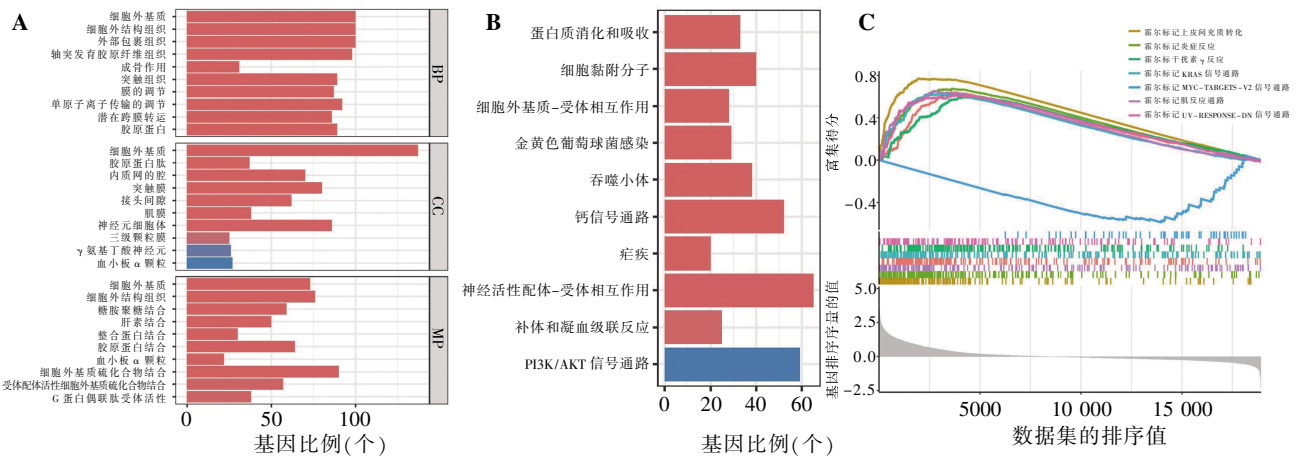 A
细胞外基质
细胞外结构组织
外部包裹组织
轴突发育胶原纤维组织
成骨作用
突触组织
膜的调节
单原子离子传输的调节
潜在跨膜转运
胶原蛋白
BP
细胞外基质
胶原蛋白肽
内质网的腔
突触膜
接头间隙
肌膜
神经元细胞体
三级颗粒膜
γ氨基丁酸神经元
血小板α颗粒
CC
细胞外基质
细胞外结构组织
糖胺聚糖结合
肝素结合
整合蛋白结合
胶原蛋白结合
血小板α颗粒
细胞外基质硫化合物结合
受体配体活性细胞外基质硫化合物结合
G蛋白偶联肽受体活性
MP
0 50 100
基因比例(个)
B
蛋白质消化和吸收
细胞黏附分子
细胞外基质-受体相互作用
金黄色葡萄球菌感染
吞噬小体
钙信号通路
疟疾
神经活性配体-受体相互作用
补体和凝血级联反应
PI3K/AKT 信号通路
0 20 40 60
基因比例(个)
C
霍尔标记上皮间充质转化
霍尔标记炎症反应
霍尔标记干扰素γ反应
霍尔标记 KRAS 信号通路
霍尔标记 MYC-TARGETS-V2 信号通路
霍尔标记肌反应通路
霍尔标记 UV-RESPONSE-DN 信号通路
富集得分
0.8
0.4
0.0
-0.4
基因排序序量的值
5.0
2.5
0.0
-2.5
5000 10 000 15 000
数据集的排序值